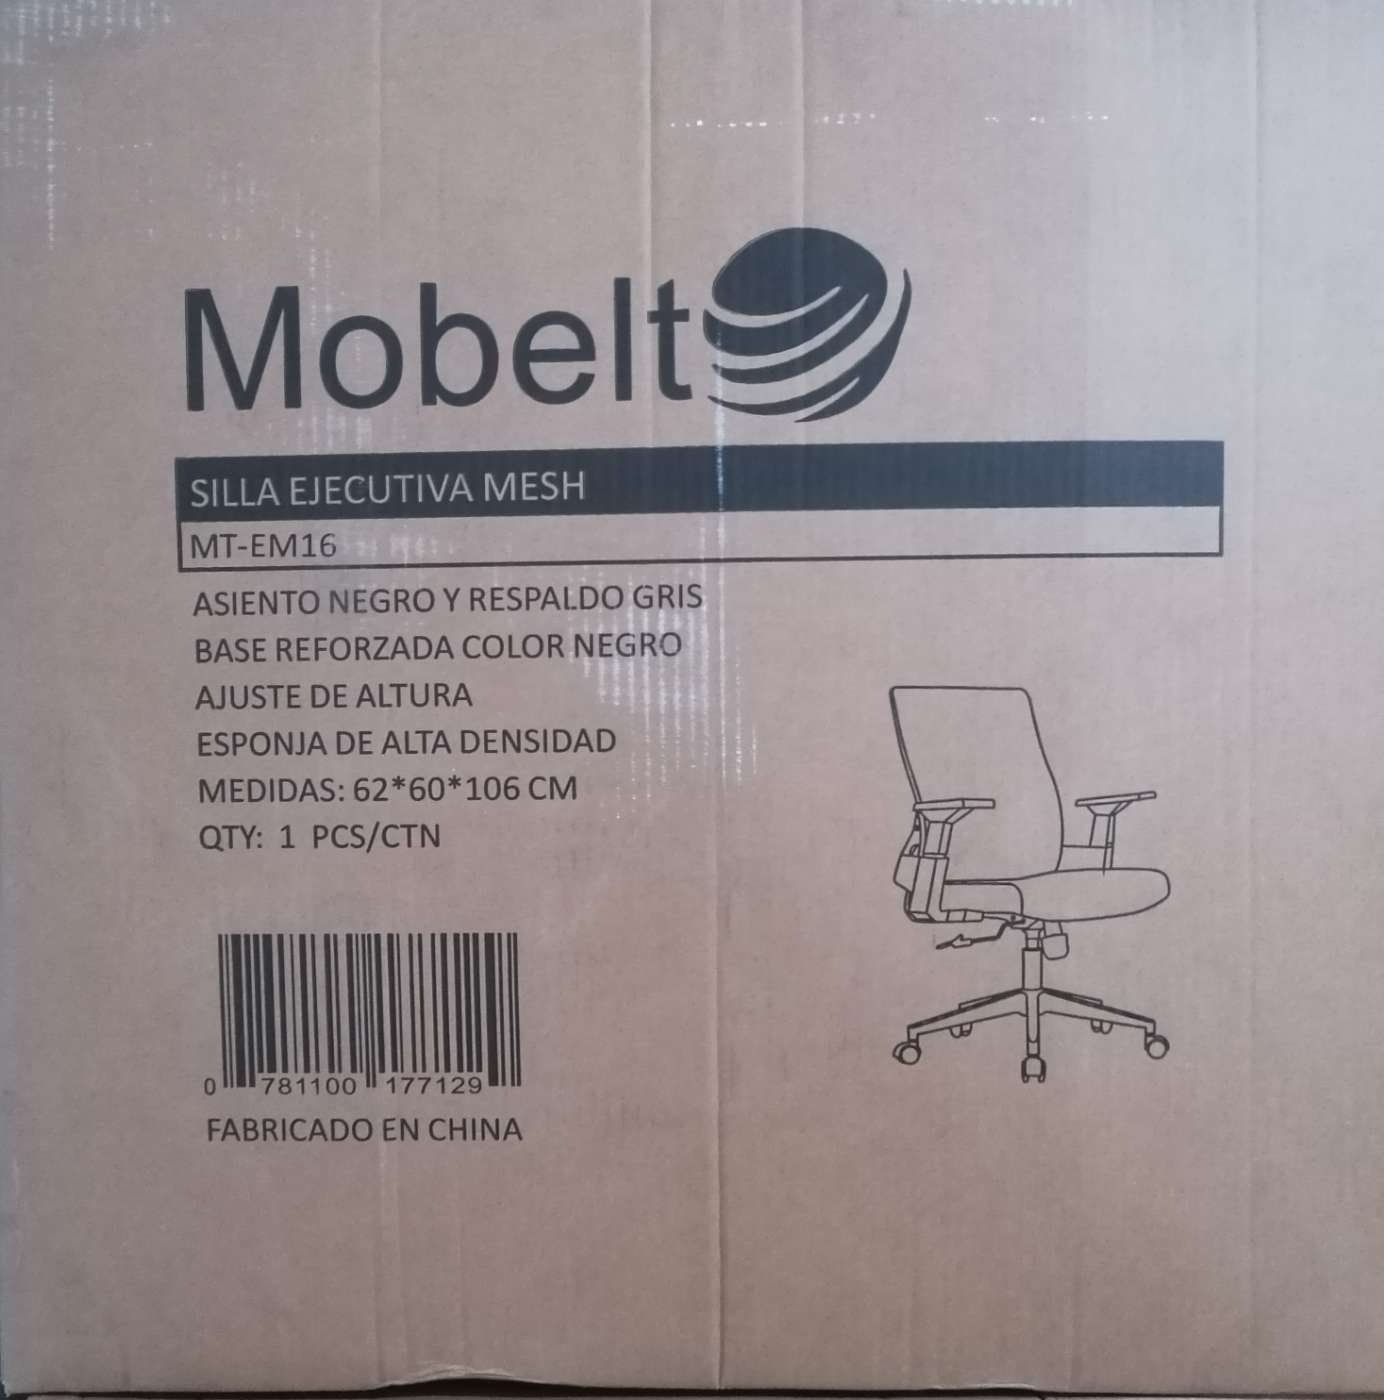 Mobelt
SILLA EJECUTIVA MESH
MT-EM16
ASIENTO NEGRO Y RESPALDO GRIS
BASE REFORZADA COLOR NEGRO
AJUSTE DE ALTURA
ESPONJA DE ALTA DENSIDAD
MEDIDAS: 62*60*106 CM
QTY: 1 PCS/CTN
0 781100 177129
FABRICADO EN CHINA